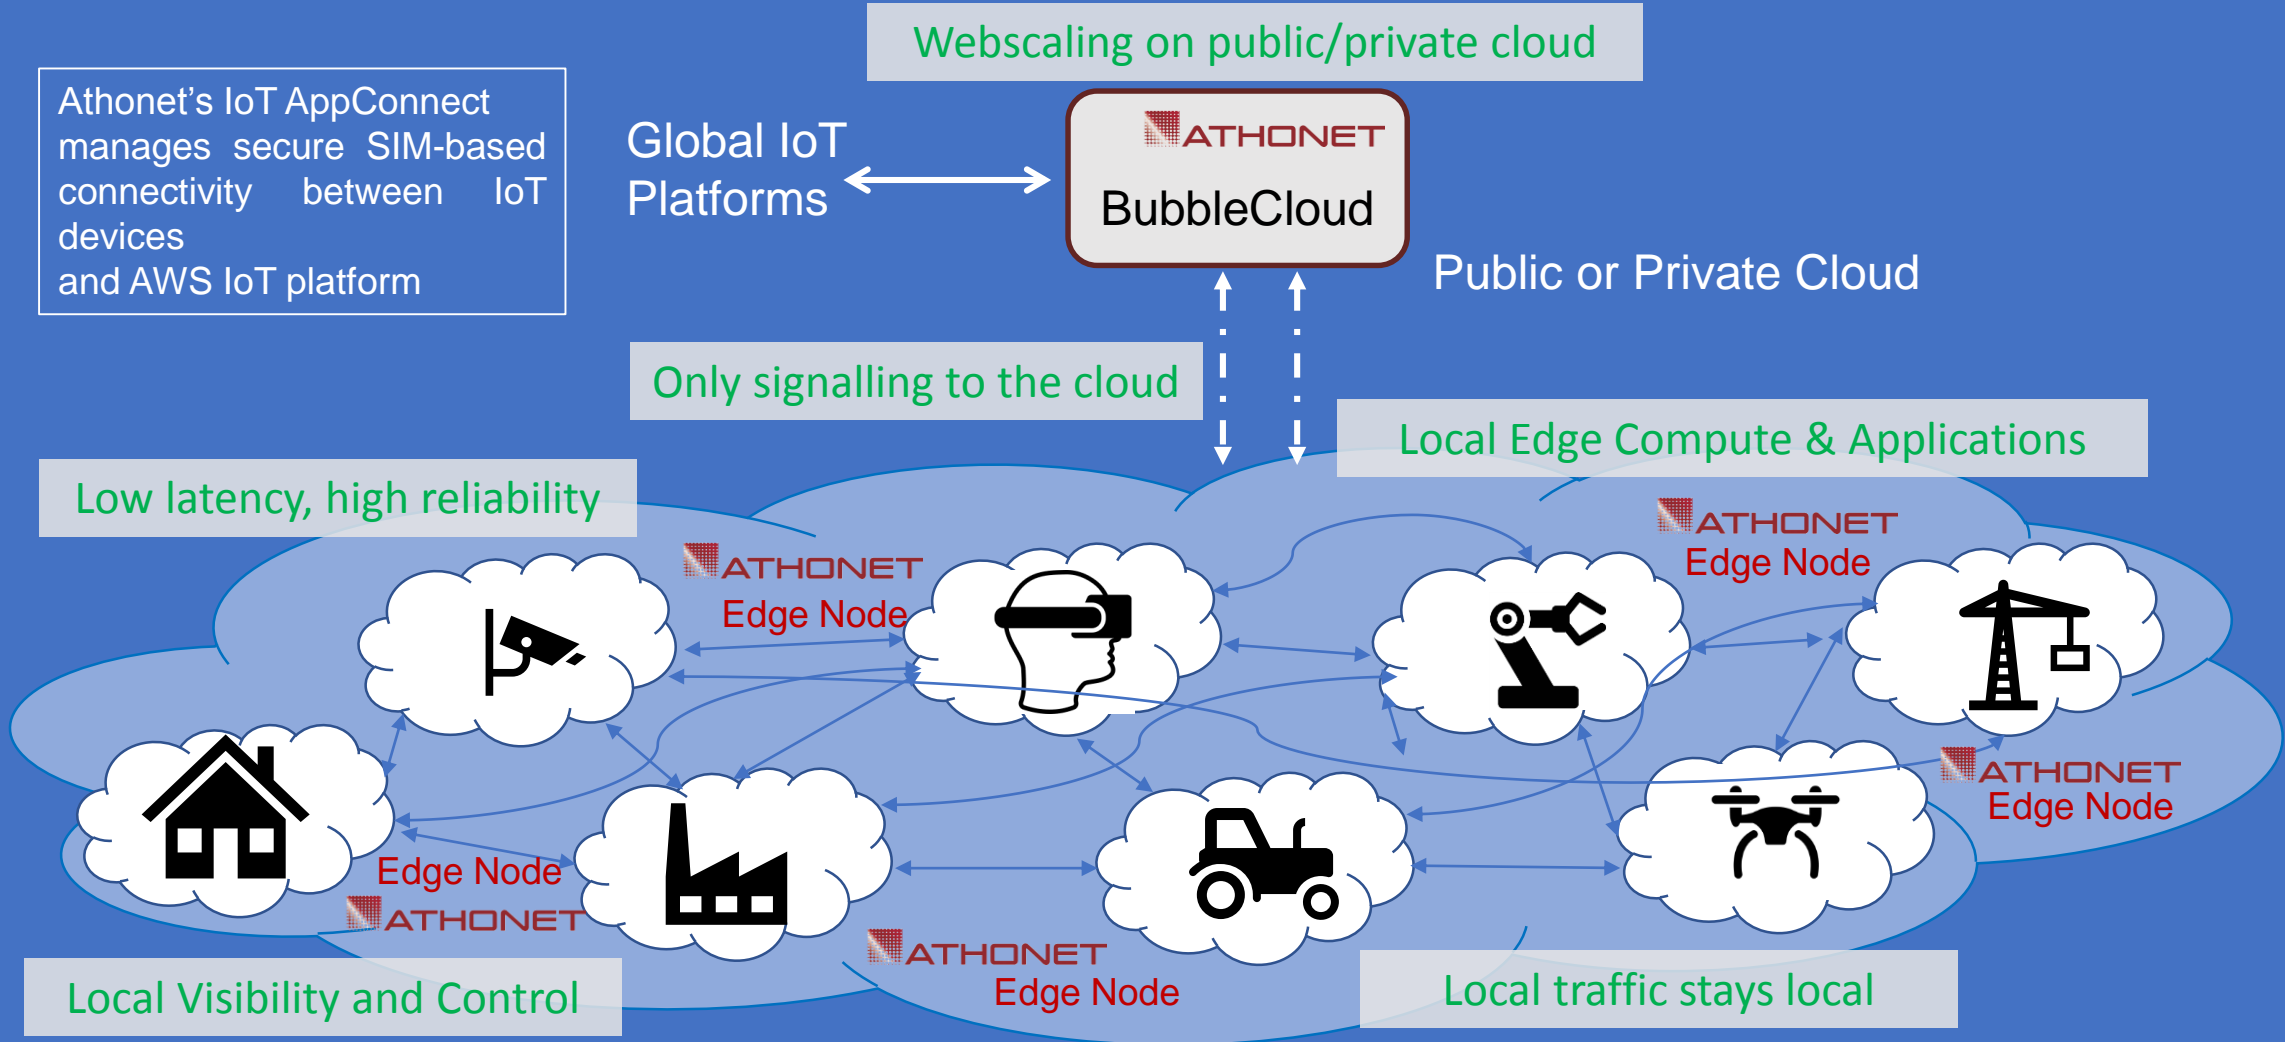 Webscaling on public/private cloud
Athonet's IoT AppConnect
manages secure SIM-based
connectivity between IoT
devices
and AWS IoT platform
Global IoT
Platforms
ATHONET
BubbleCloud
Public or Private Cloud
Only signalling to the cloud
Local Edge Compute & Applications
Low latency, high reliability
ATHONET
Edge Node
ATHONET
Edge Node
ATHONET
Edge Node
Edge Node
ATHONET
ATHONET
Edge Node
Local Visibility and Control
Local traffic stays local